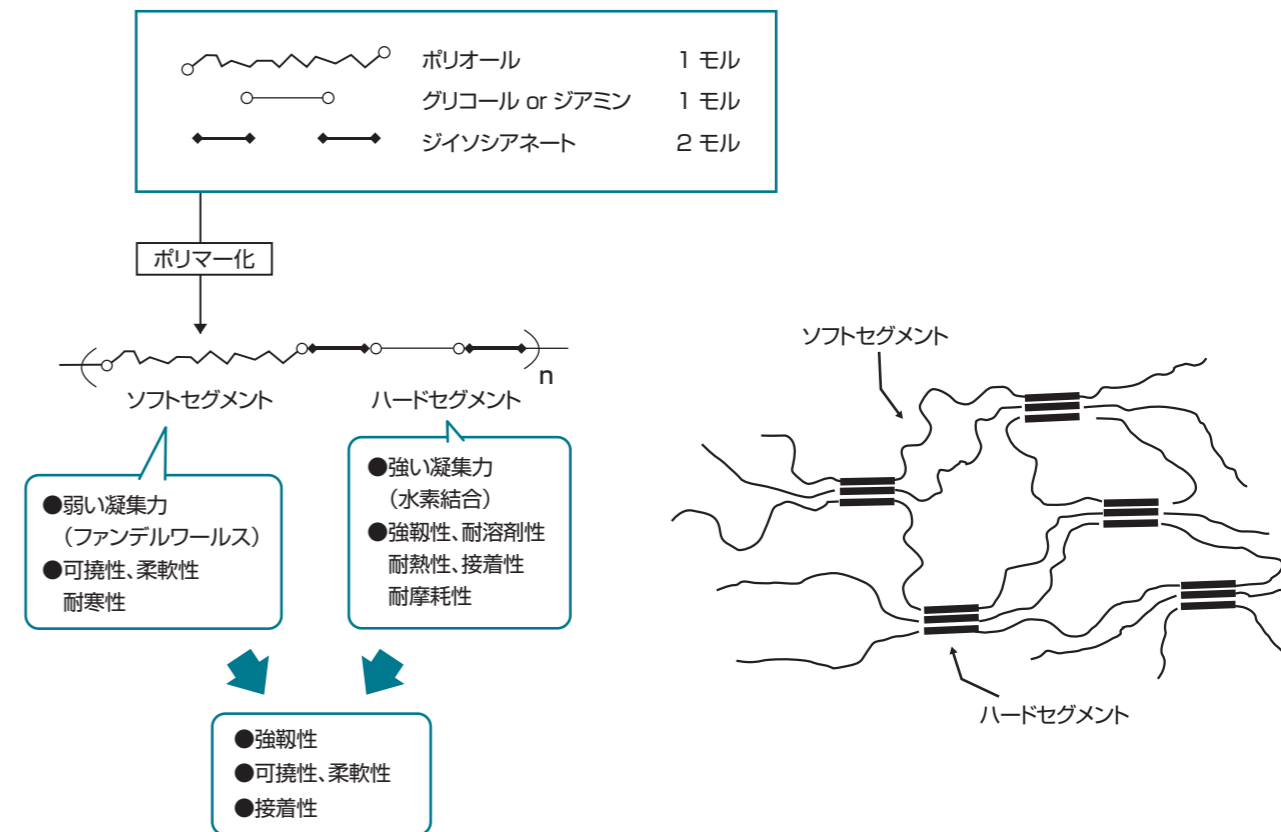 ポリオール 1 モル
グリコール or ジアミン 1 モル
ジイソシアネート 2 モル
ポリマー化
n
ソフトセグメント
ハードセグメント
●弱い凝集力
（ファンデルワールス）
●可撓性、柔軟性
耐寒性
●強い凝集力
（水素結合）
●強靱性、耐溶剤性
耐熱性、接着性
耐摩耗性
●強靱性
●可撓性、柔軟性
●接着性
ソフトセグメント
ハードセグメント